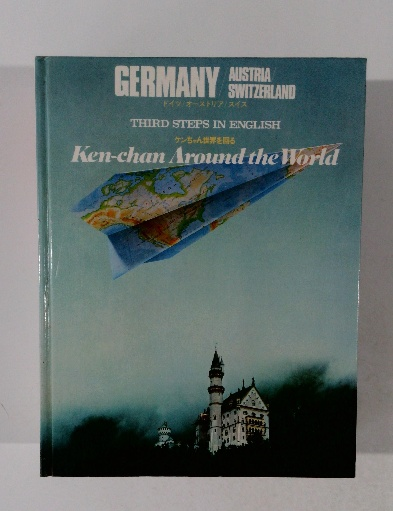 GERMANY
AUSTRIA
SWITZERLAND
ドイツ/オーストリア/スイス
THIRD STEPS IN ENGLISH
ケンちゃん世界を回る
Ken-chan Around the World